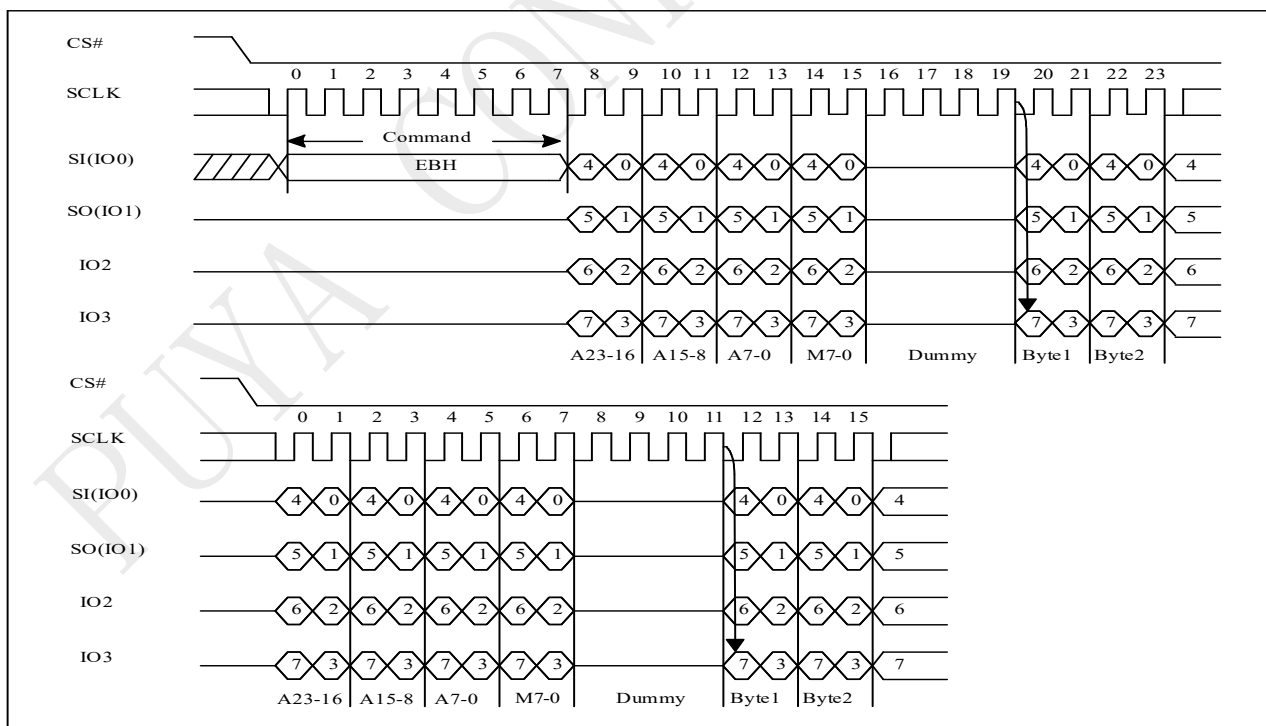 CS#
0 1 2 3 4 5 6 7 8 9 10 11 12 13 14 15 16 17 18 19 20 21 22 23
SCLK
Command
SI(IO0) EBH 4 0 4 0 4 0 4 0 4 0 4 0 4
SO(IO1) 5 1 5 1 5 1 5 1 5 1 5 1 5
IO2 6 2 6 2 6 2 6 2 6 2 6 2 6
IO3 7 3 7 3 7 3 7 3 7 3 7 3 7
A23-16 A15-8 A7-0 M7-0 Dummy Byte1 Byte2
CS#
0 1 2 3 4 5 6 7 8 9 10 11 12 13 14 15
SCLK
SI(IO0) 4 0 4 0 4 0 4 0 4 0 4 0 4
SO(IO1) 5 1 5 1 5 1 5 1 5 1 5 1 5
IO2 6 2 6 2 6 2 6 2 6 2 6 2 6
IO3 7 3 7 3 7 3 7 3 7 3 7 3 7
A23-16 A15-8 A7-0 M7-0 Dummy Byte1 Byte2
PUYA